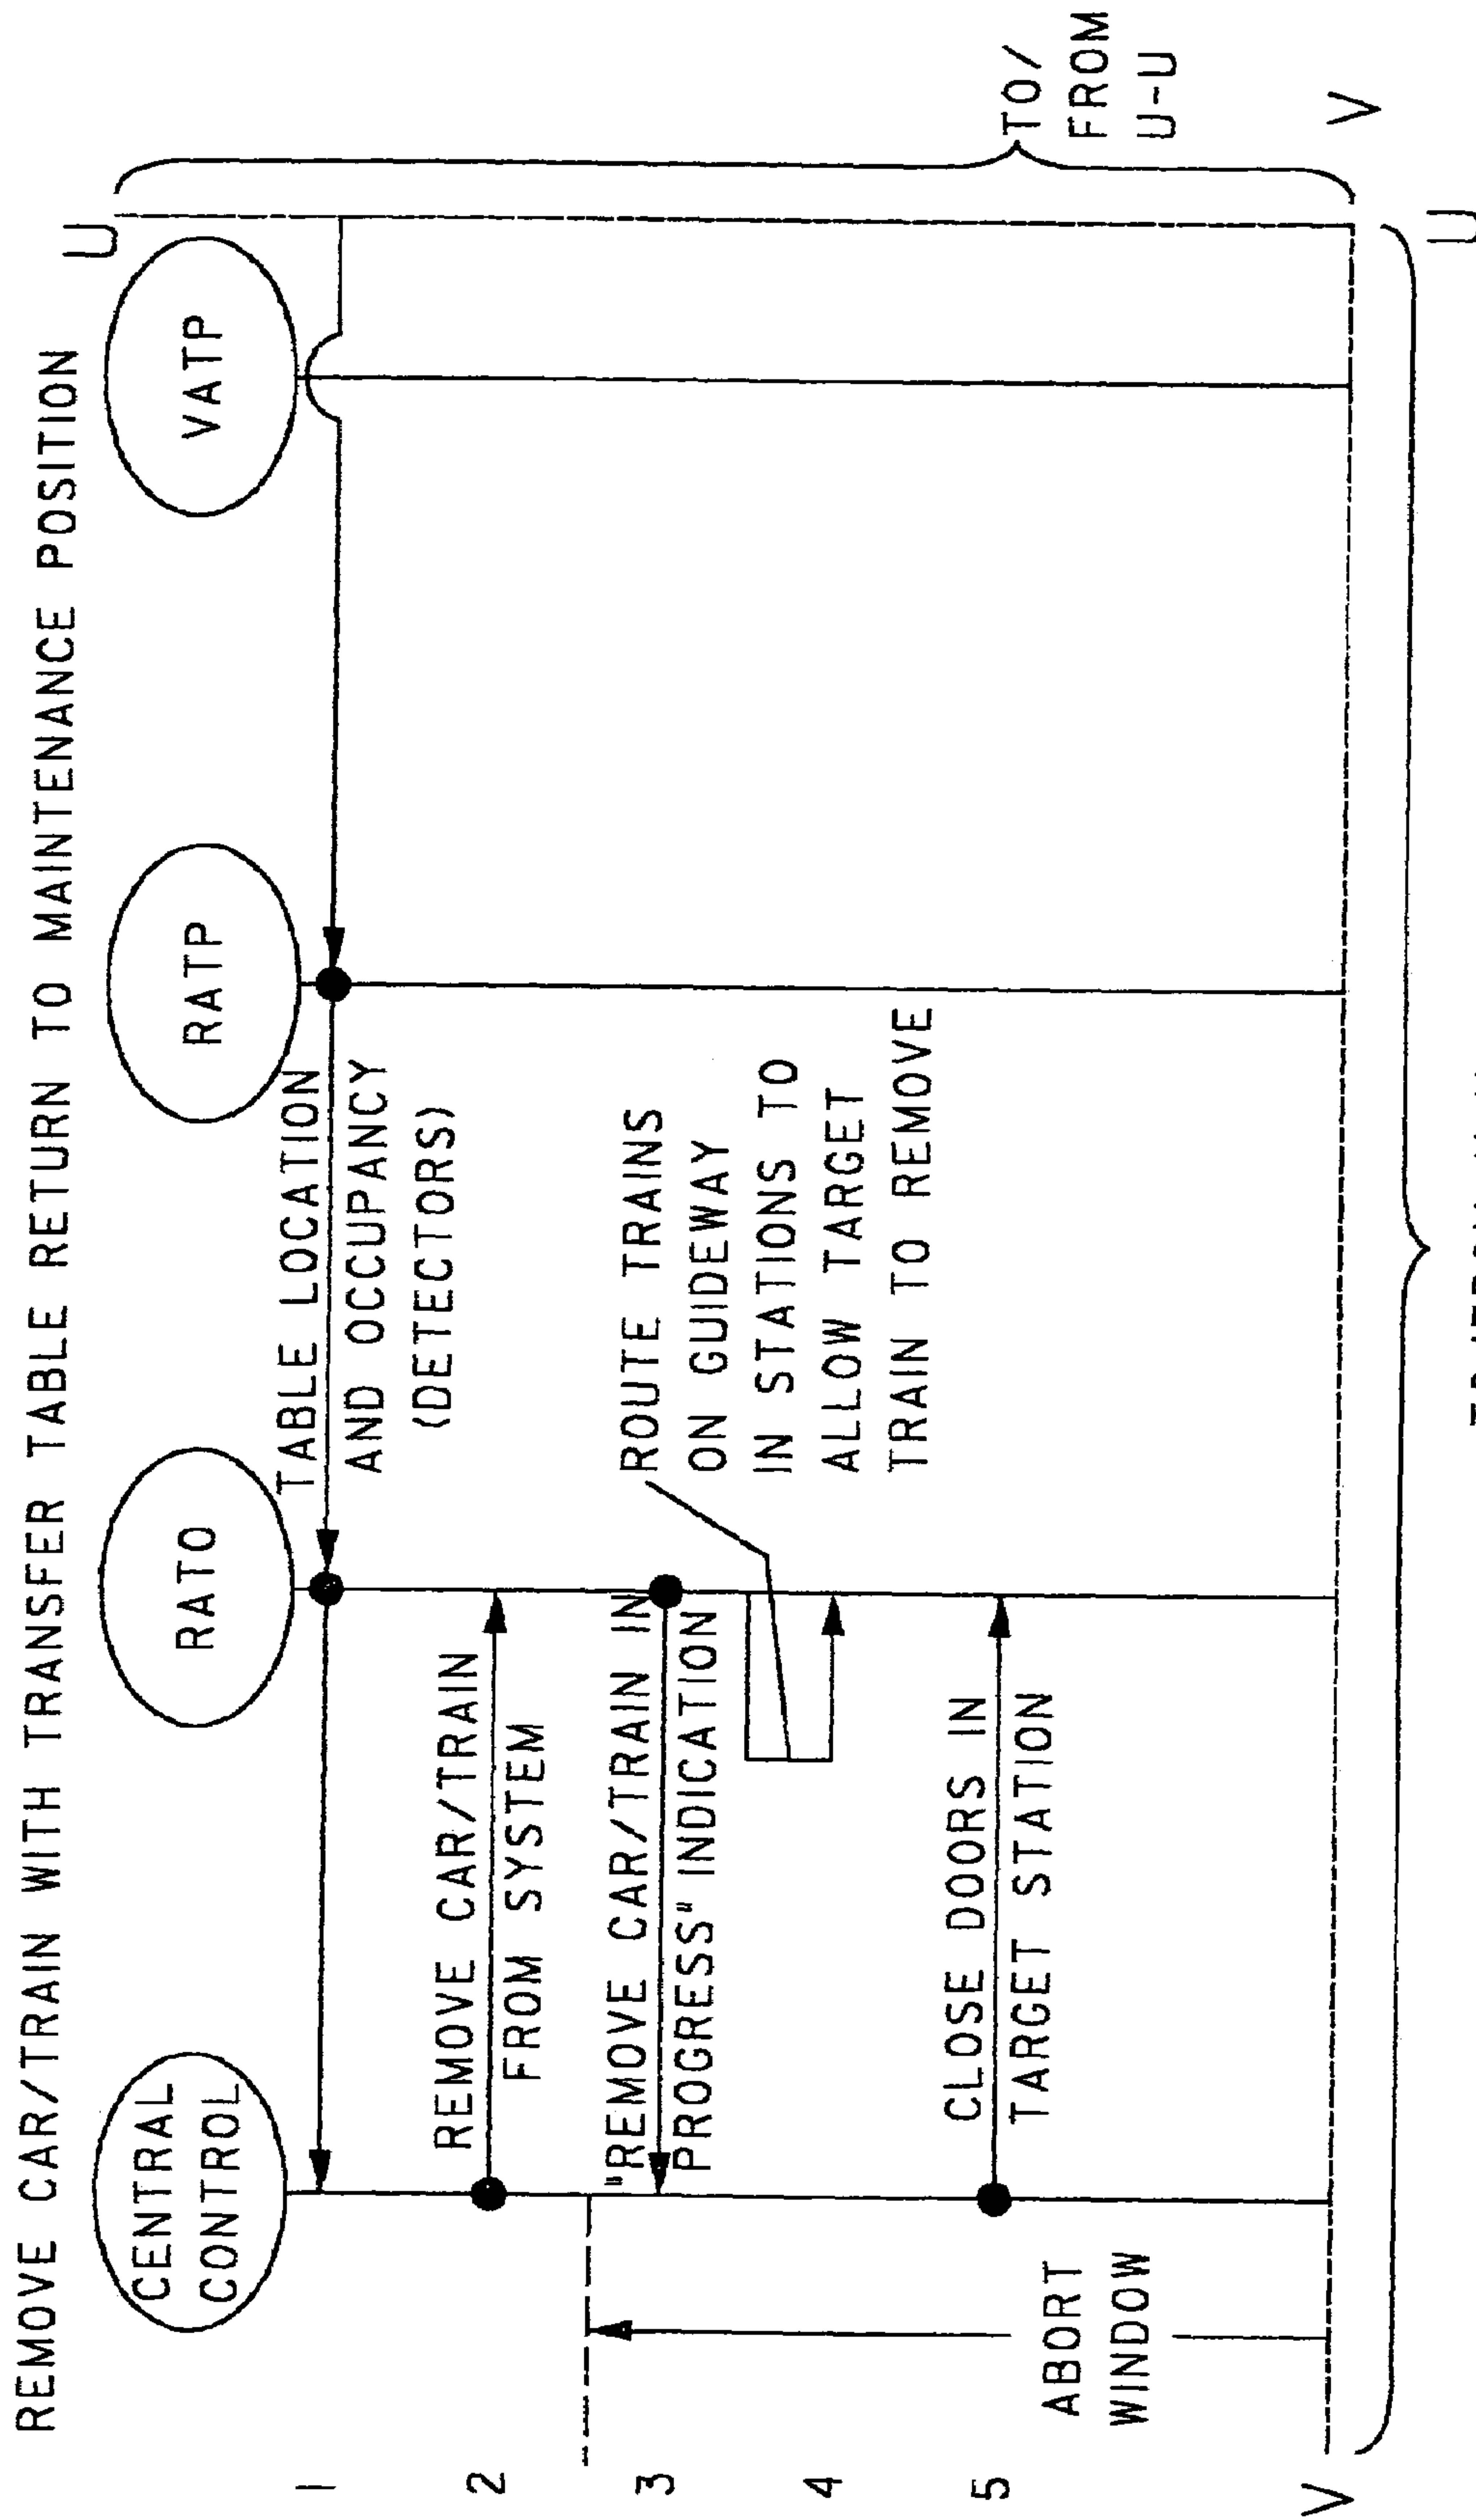 REMOVE CAR/TRAIN WITH TRANSFER TABLE RETURN TO MAINTENANCE POSITION
U
CENTRAL
CONTROL
RATO
RATP
VATP
1
TABLE LOCATION
AND OCCUPANCY
(DETECTORS)
2
REMOVE CAR/TRAIN
FROM SYSTEM
3
"REMOVE CAR/TRAIN IN
PROGRESS" INDICATION
4
ROUTE TRAINS
ON GUIDEWAY
IN STATIONS TO
ALLOW TARGET
TRAIN TO REMOVE
5
CLOSE DOORS IN
TARGET STATION
ABORT
WINDOW
TO/
FROM
U-U
V
V
U